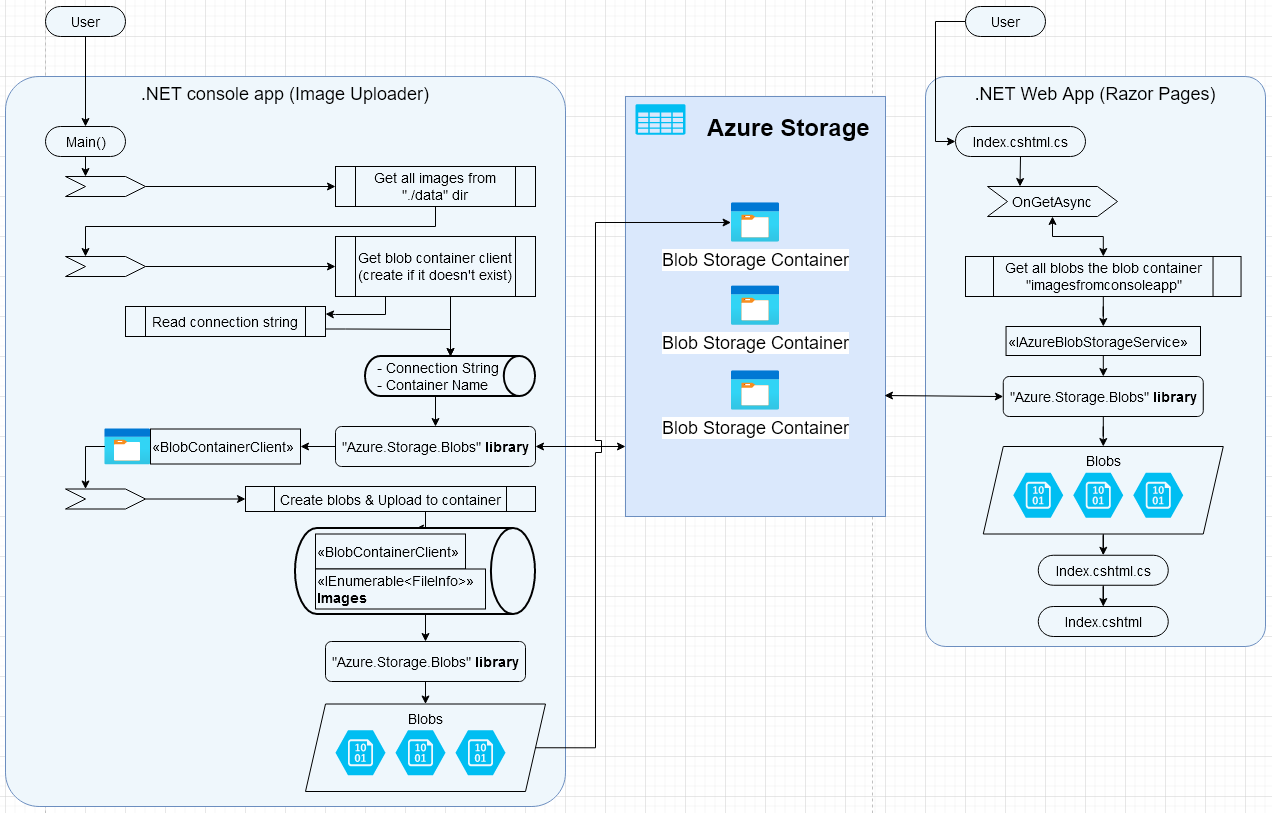 User
.NET console app (Image Uploader)
Main()
Get all images from
"./data" dir
Get blob container client
(create if it doesn't exist)
Read connection string
- Connection String
- Container Name
"Azure.Storage.Blobs" library
«BlobContainerClient»
Create blobs & Upload to container
«BlobContainerClient»
«IEnumerable<FileInfo>»
Images
"Azure.Storage.Blobs" library
Blobs
10
01
10
01
10
01
Azure Storage
Blob Storage Container
Blob Storage Container
Blob Storage Container
User
.NET Web App (Razor Pages)
Index.cshtml.cs
OnGetAsync
Get all blobs the blob container
"imagesfromconsoleapp"
«IAzureBlobStorageService»
"Azure.Storage.Blobs" library
Blobs
10
01
10
01
10
01
Index.cshtml.cs
Index.cshtml